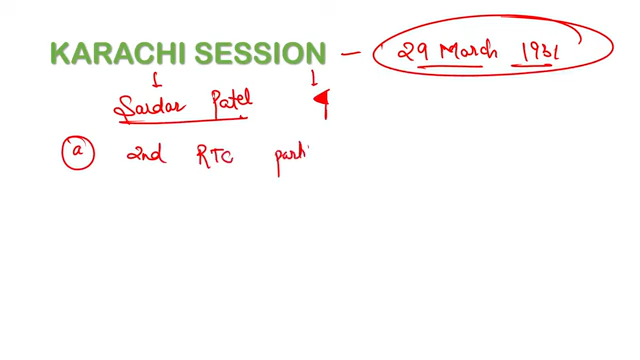 KARACHI SESSION - 29 March 1931
Sardar Patel
a 2nd RTC parti